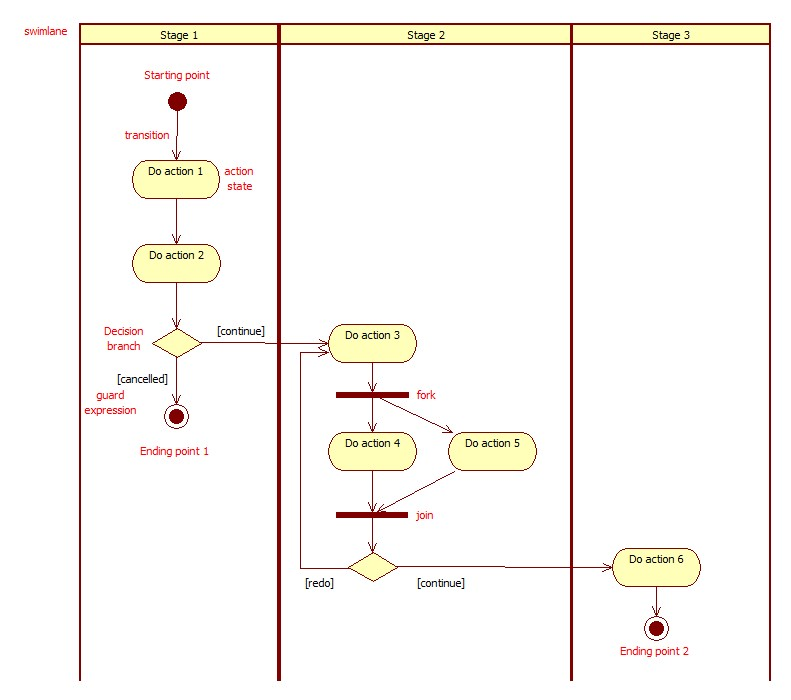 swimlane
Stage 1
Stage 2
Stage 3
Starting point
transition
Do action 1
action
state
Do action 2
Decision
branch
[continue]
[cancelled]
guard
expression
Ending point 1
Do action 3
fork
Do action 4
Do action 5
join
[redo]
[continue]
Do action 6
Ending point 2